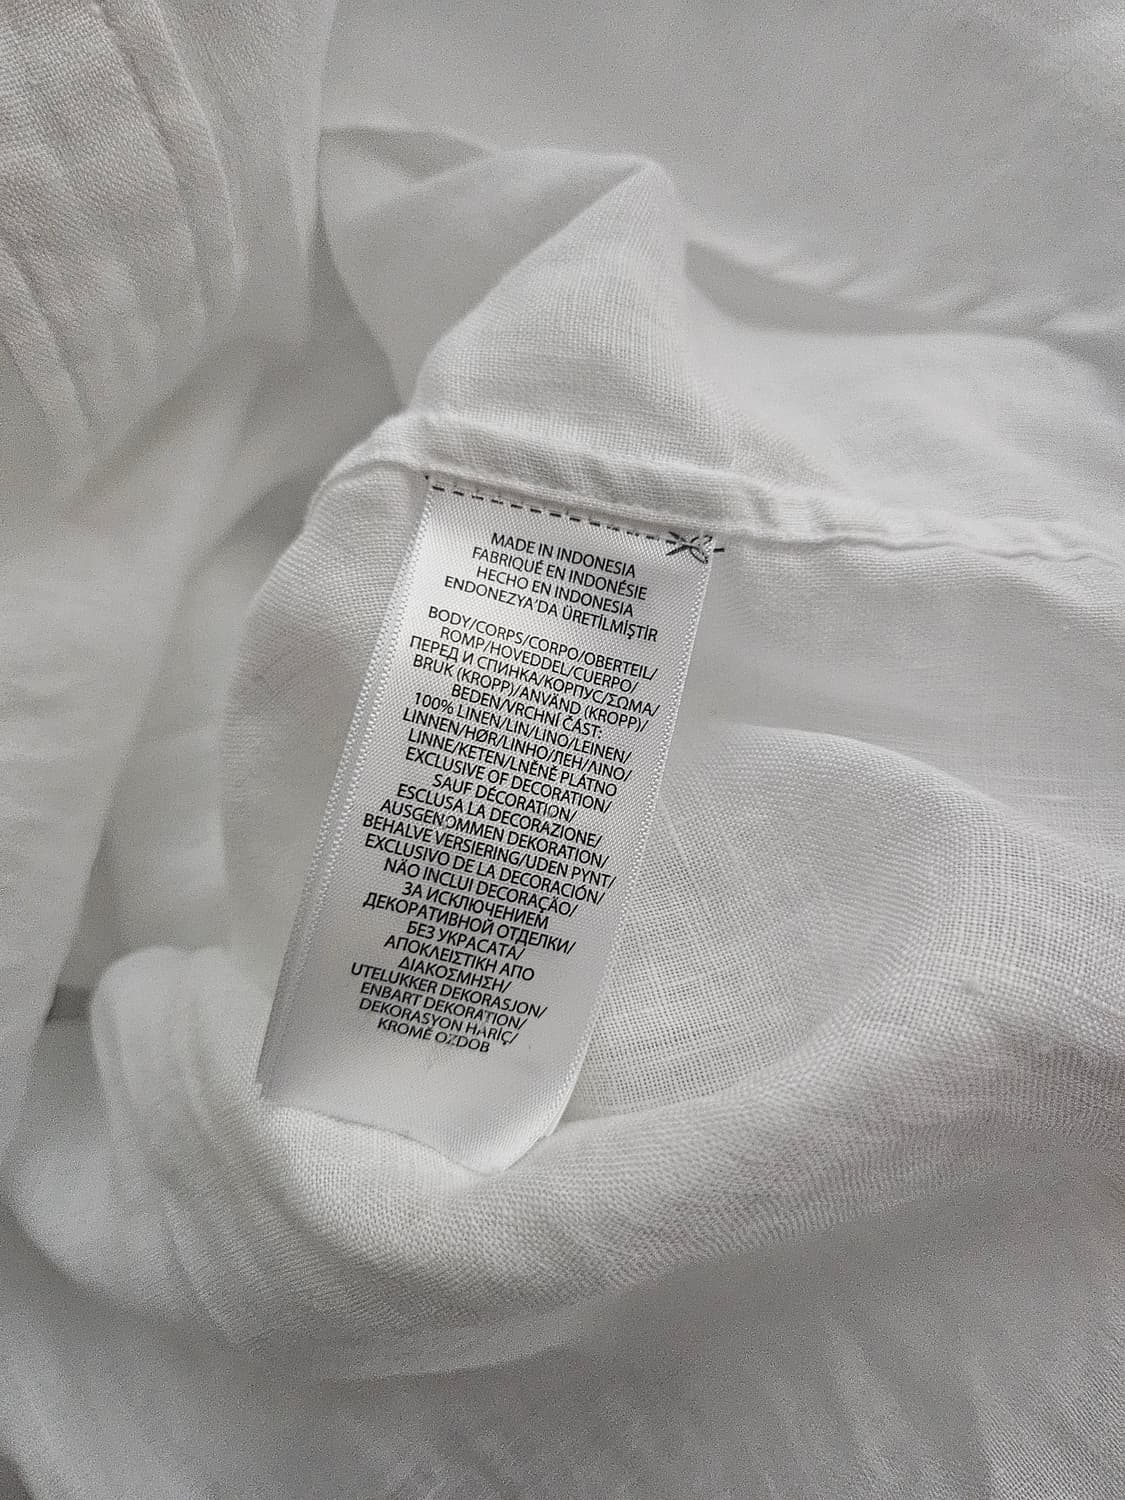 MADE IN INDONESIA
FABRIQUÉ EN INDONÉSIE
HECHO EN INDONESIA
ENDONEZYA'DA ÜRETİLMİŞTİR
BODY/CORPS/CORPO/OBERTEIL/
ROMP/HOVEDDEL/CUERPO/
ПЕРЕД И СПИНКА/КОРПУС/ΣΩΜΑ/
BRUK (KROPP)/ANVÄND (KROPP)/
BEDEN/VRCHNÍ ČÁST:
100% LINEN/LIN/LINO/LEINEN/
LINNEN/HØR/LINHO/ЛЕН/ΛΙΝΟ/
LINNE/KETEN/LNĚNÉ PLÁTNO
EXCLUSIVE OF DECORATION/
SAUF DÉCORATION/
ESCLUSA LA DECORAZIONE/
AUSGENOMMEN DEKORATION/
BEHALVE VERSIERING/UDEN PYNT/
EXCLUSIVO DE LA DECORACIÓN/
NÃO INCLUI DECORAÇÃO/
ЗА ИСКЛЮЧЕНИЕМ
ДЕКОРАТИВНОЙ ОТДЕЛКИ/
БЕЗ УКРАСАТА/
ΑΠΟΚΛΕΙΣΤΙΚΗ ΑΠΟ
ΔΙΑΚΟΣΜΗΣΗ/
UTELUKKER DEKORASJON/
ENBART DEKORATION/
DEKORASYON HARİÇ/
KROMĚ OZDOB